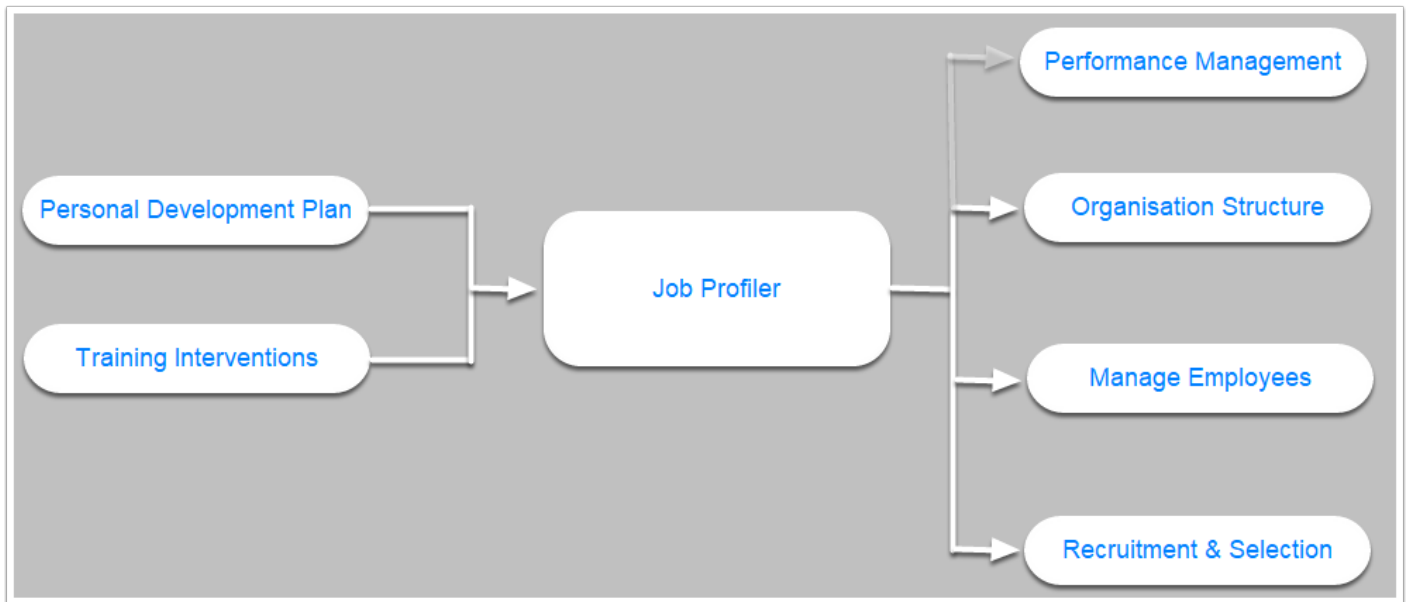 Performance Management
Personal Development Plan
Organisation Structure
Job Profiler
Training Interventions
Manage Employees
Recruitment & Selection